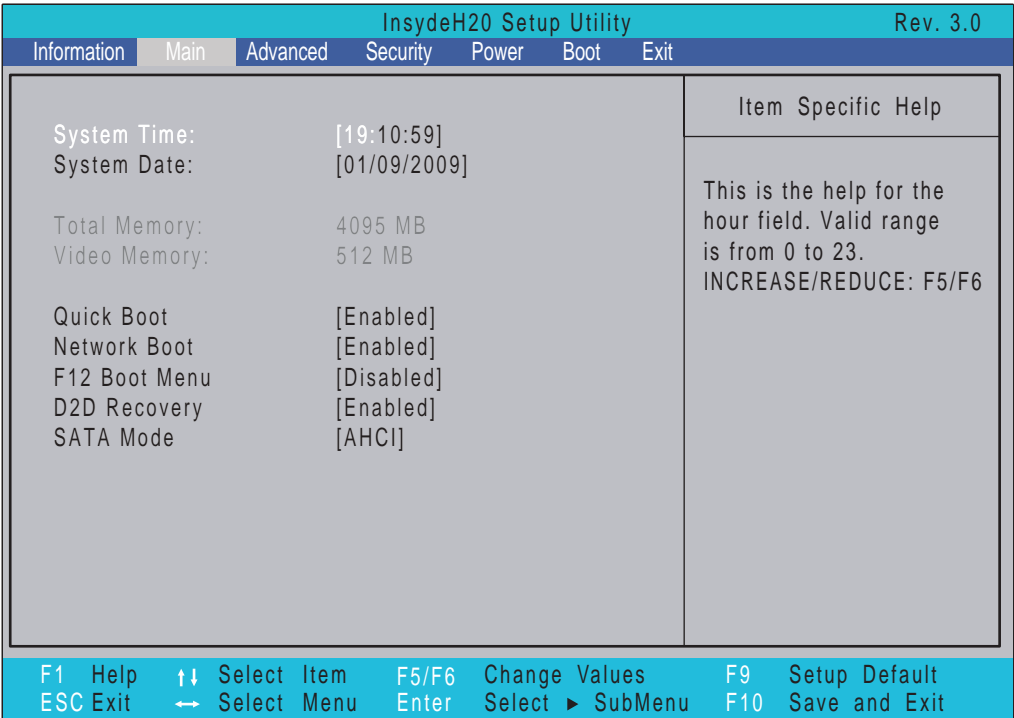 InsydeH20 Setup Utility Rev. 3.0
Information Main Advanced Security Power Boot Exit
Item Specific Help
System Time: [19:10:59]
System Date: [01/09/2009]
This is the help for the
hour field. Valid range
is from 0 to 23.
INCREASE/REDUCE: F5/F6
Total Memory: 4095 MB
Video Memory: 512 MB
Quick Boot [Enabled]
Network Boot [Enabled]
F12 Boot Menu [Disabled]
D2D Recovery [Enabled]
SATA Mode [AHCI]
F1 Help ↑↓ Select Item F5/F6 Change Values F9 Setup Default
ESC Exit ↔ Select Menu Enter Select ► SubMenu F10 Save and Exit